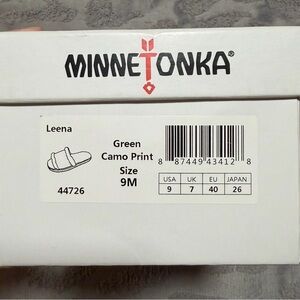 MINNETONKA®
Leena
Green
Camo Print
Size
9M
44726
8 87449 43412 8
USA UK EU JAPAN
9 7 40 26